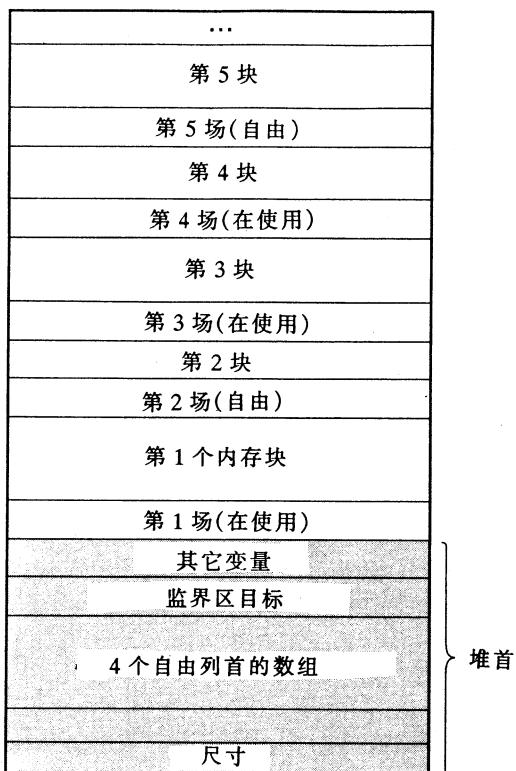 …
第 5 块
第 5 场(自由)
第 4 块
第 4 场(在使用)
第 3 块
第 3 场(在使用)
第 2 块
第 2 场(自由)
第 1 个内存块
第 1 场(在使用)
其它变量
监界区目标
4 个自由列首的数组
尺寸
堆首